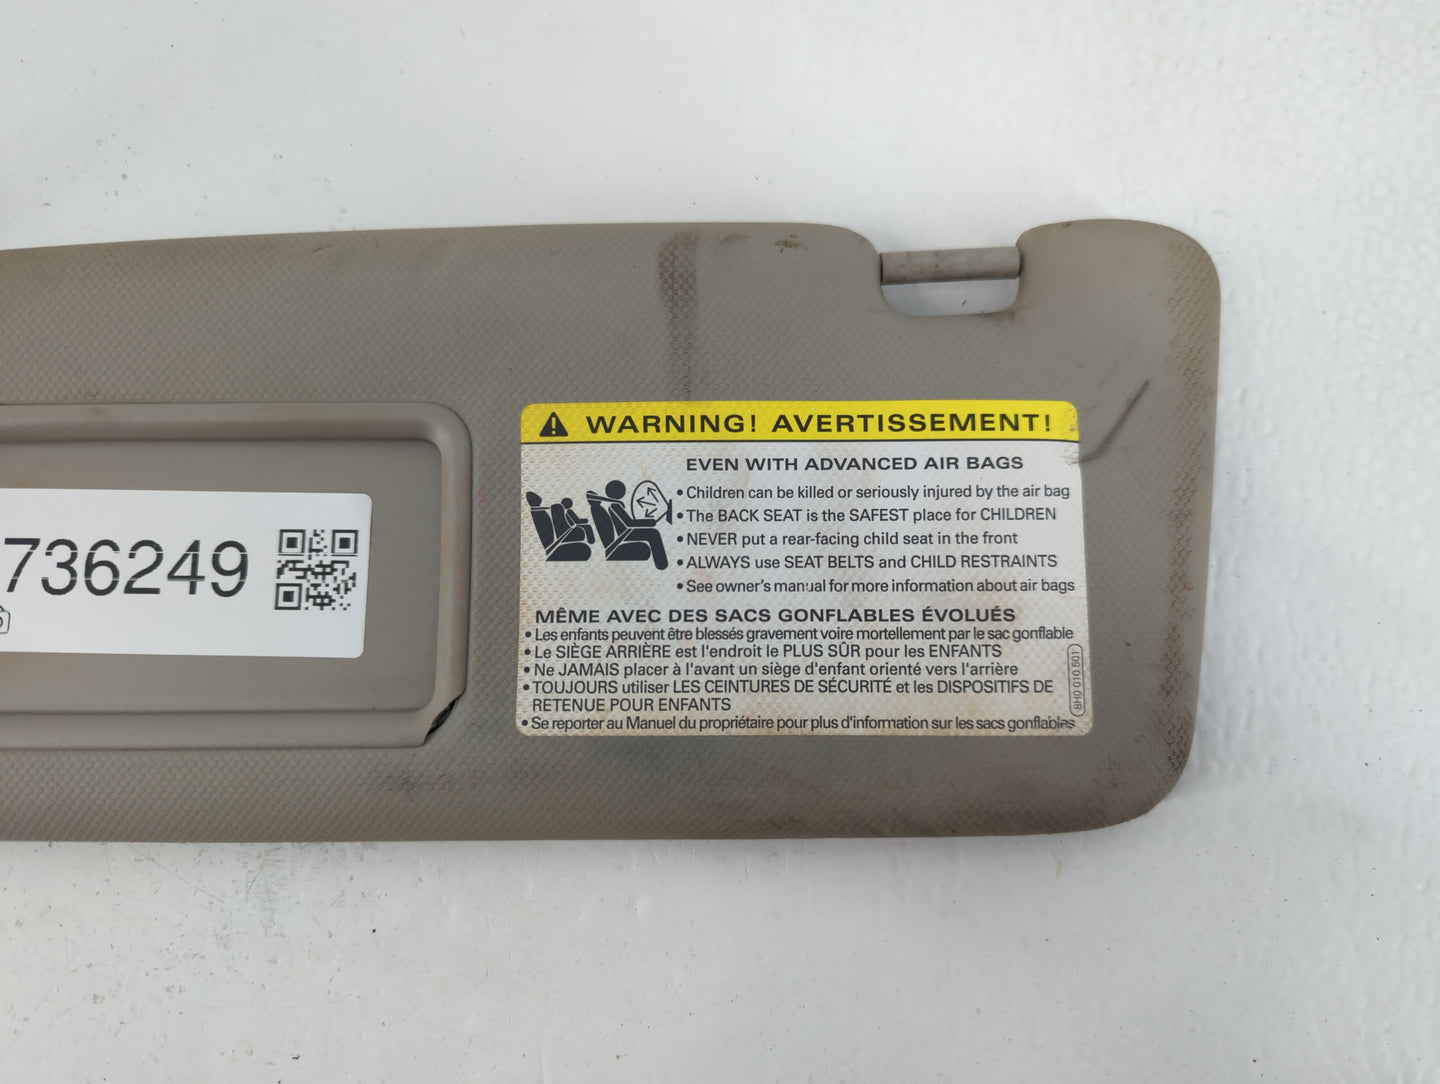 736249
WARNING! AVERTISSEMENT!
EVEN WITH ADVANCED AIR BAGS
• Children can be killed or seriously injured by the air bag
• The BACK SEAT is the SAFEST place for CHILDREN
• NEVER put a rear-facing child seat in the front
• ALWAYS use SEAT BELTS and CHILD RESTRAINTS
• See owner's manual for more information about air bags
MÊME AVEC DES SACS GONFLABLES ÉVOLUÉS
• Les enfants peuvent être blessés gravement voire mortellement par le sac gonflable
• Le SIÈGE ARRIÈRE est l'endroit le PLUS SÛR pour les ENFANTS
• Ne JAMAIS placer à l'avant un siège d'enfant orienté vers l'arrière
• TOUJOURS utiliser LES CEINTURES DE SÉCURITÉ et les DISPOSITIFS DE
RETENUE POUR ENFANTS
• Se reporter au Manuel du propriétaire pour plus d'information sur les sacs gonflables
8H0 010 501